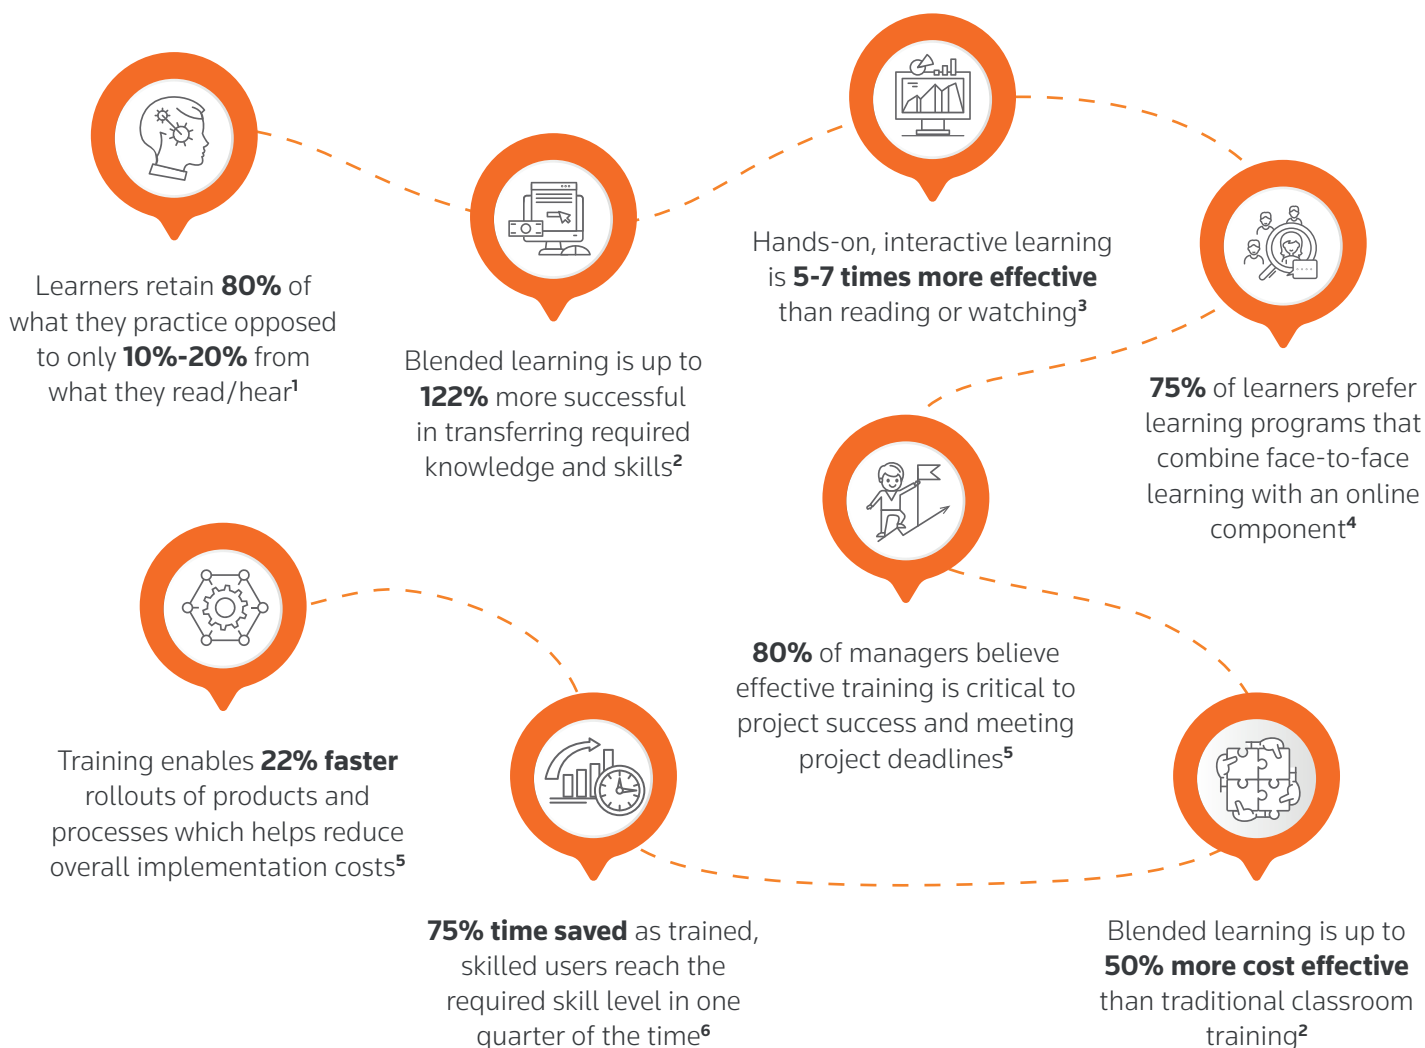 Learners retain 80% of
what they practice opposed
to only 10%-20% from
what they read/hear¹
Blended learning is up to
122% more successful
in transferring required
knowledge and skills²
Hands-on, interactive learning
is 5-7 times more effective
than reading or watching³
75% of learners prefer
learning programs that
combine face-to-face
learning with an online
component⁴
80% of managers believe
effective training is critical to
project success and meeting
project deadlines⁵
Blended learning is up to
50% more cost effective
than traditional classroom
training²
75% time saved as trained,
skilled users reach the
required skill level in one
quarter of the time⁶
Training enables 22% faster
rollouts of products and
processes which helps reduce
overall implementation costs⁵